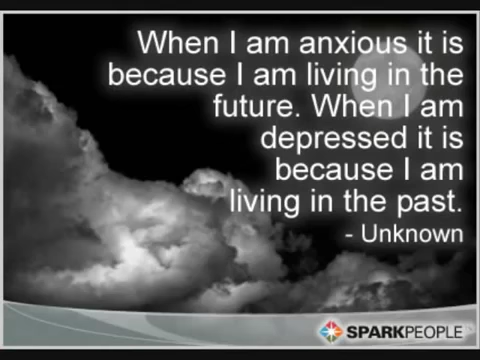 When I am anxious it is
because I am living in the
future. When I am
depressed it is
because I am
living in the past.
- Unknown
SPARKPEOPLE